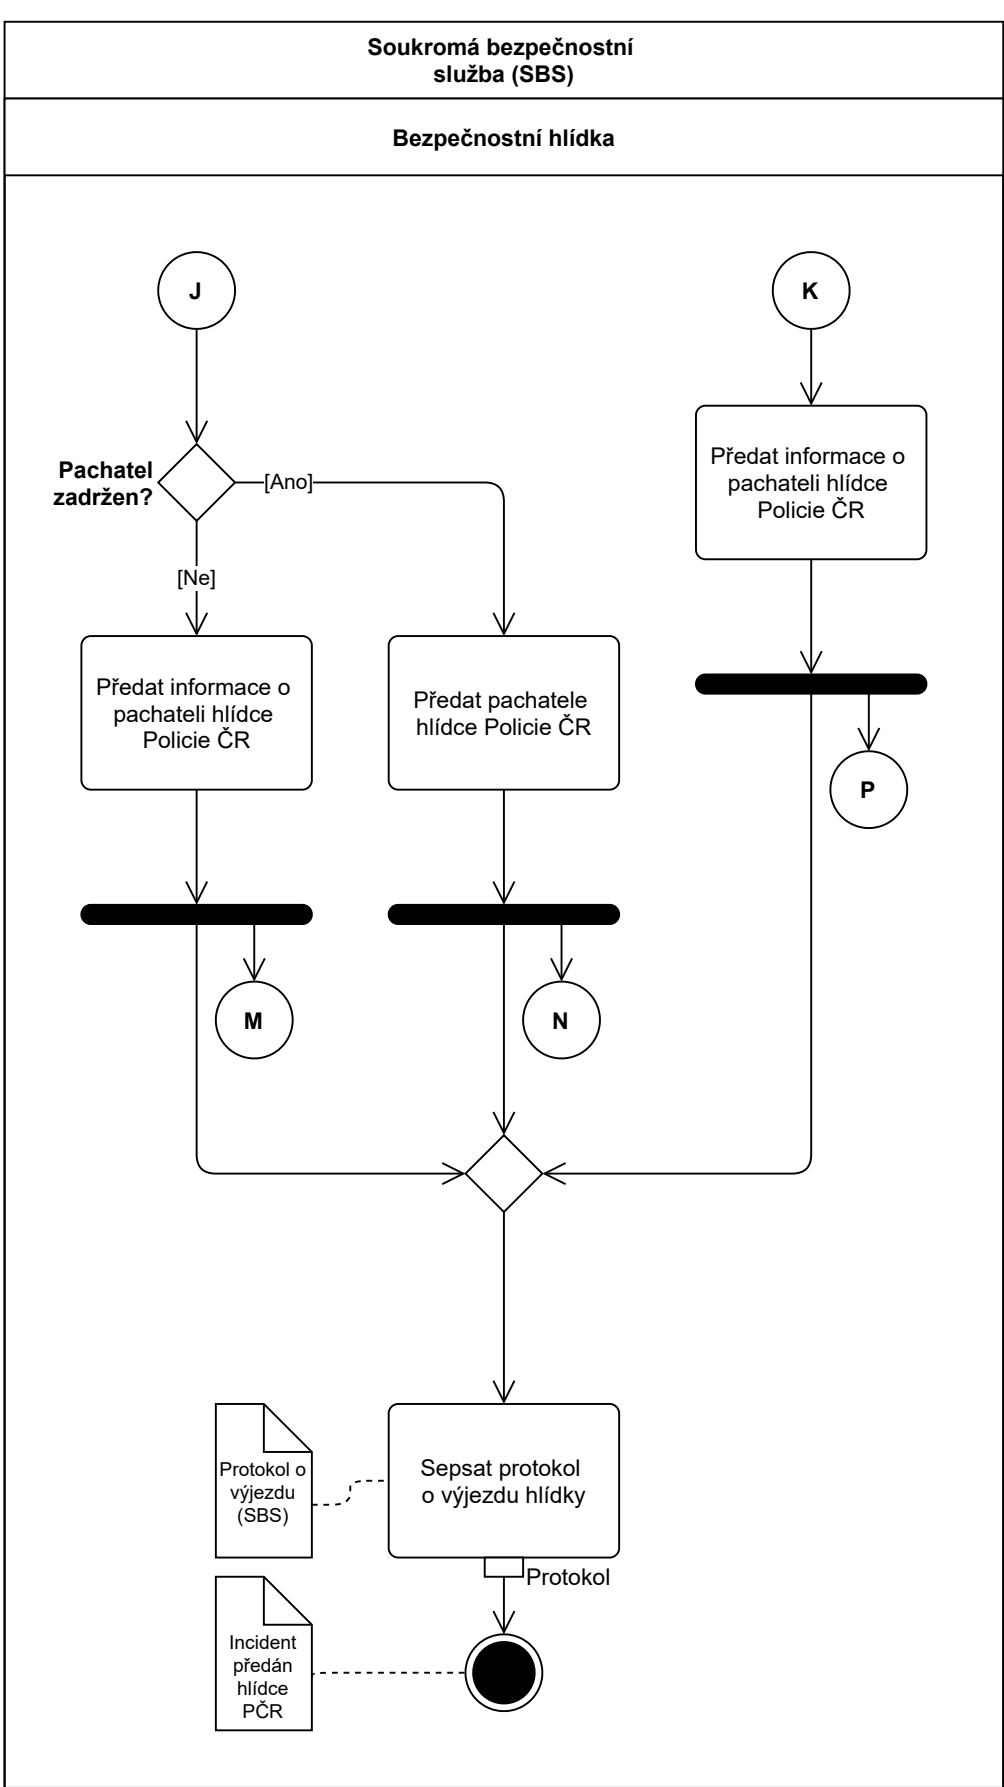 Soukromá bezpečnostní
služba (SBS)
Bezpečnostní hlídka
J
K
Pachatel
zadržen?
[Ano]
[Ne]
Předat informace o
pachateli hlídce
Policie ČR
Předat informace o
pachateli hlídce
Policie ČR
Předat pachatele
hlídce Policie ČR
P
M
N
Protokol o
výjezdu
(SBS)
Sepsat protokol
o výjezdu hlídky
Protokol
Incident
předán
hlídce
PČR